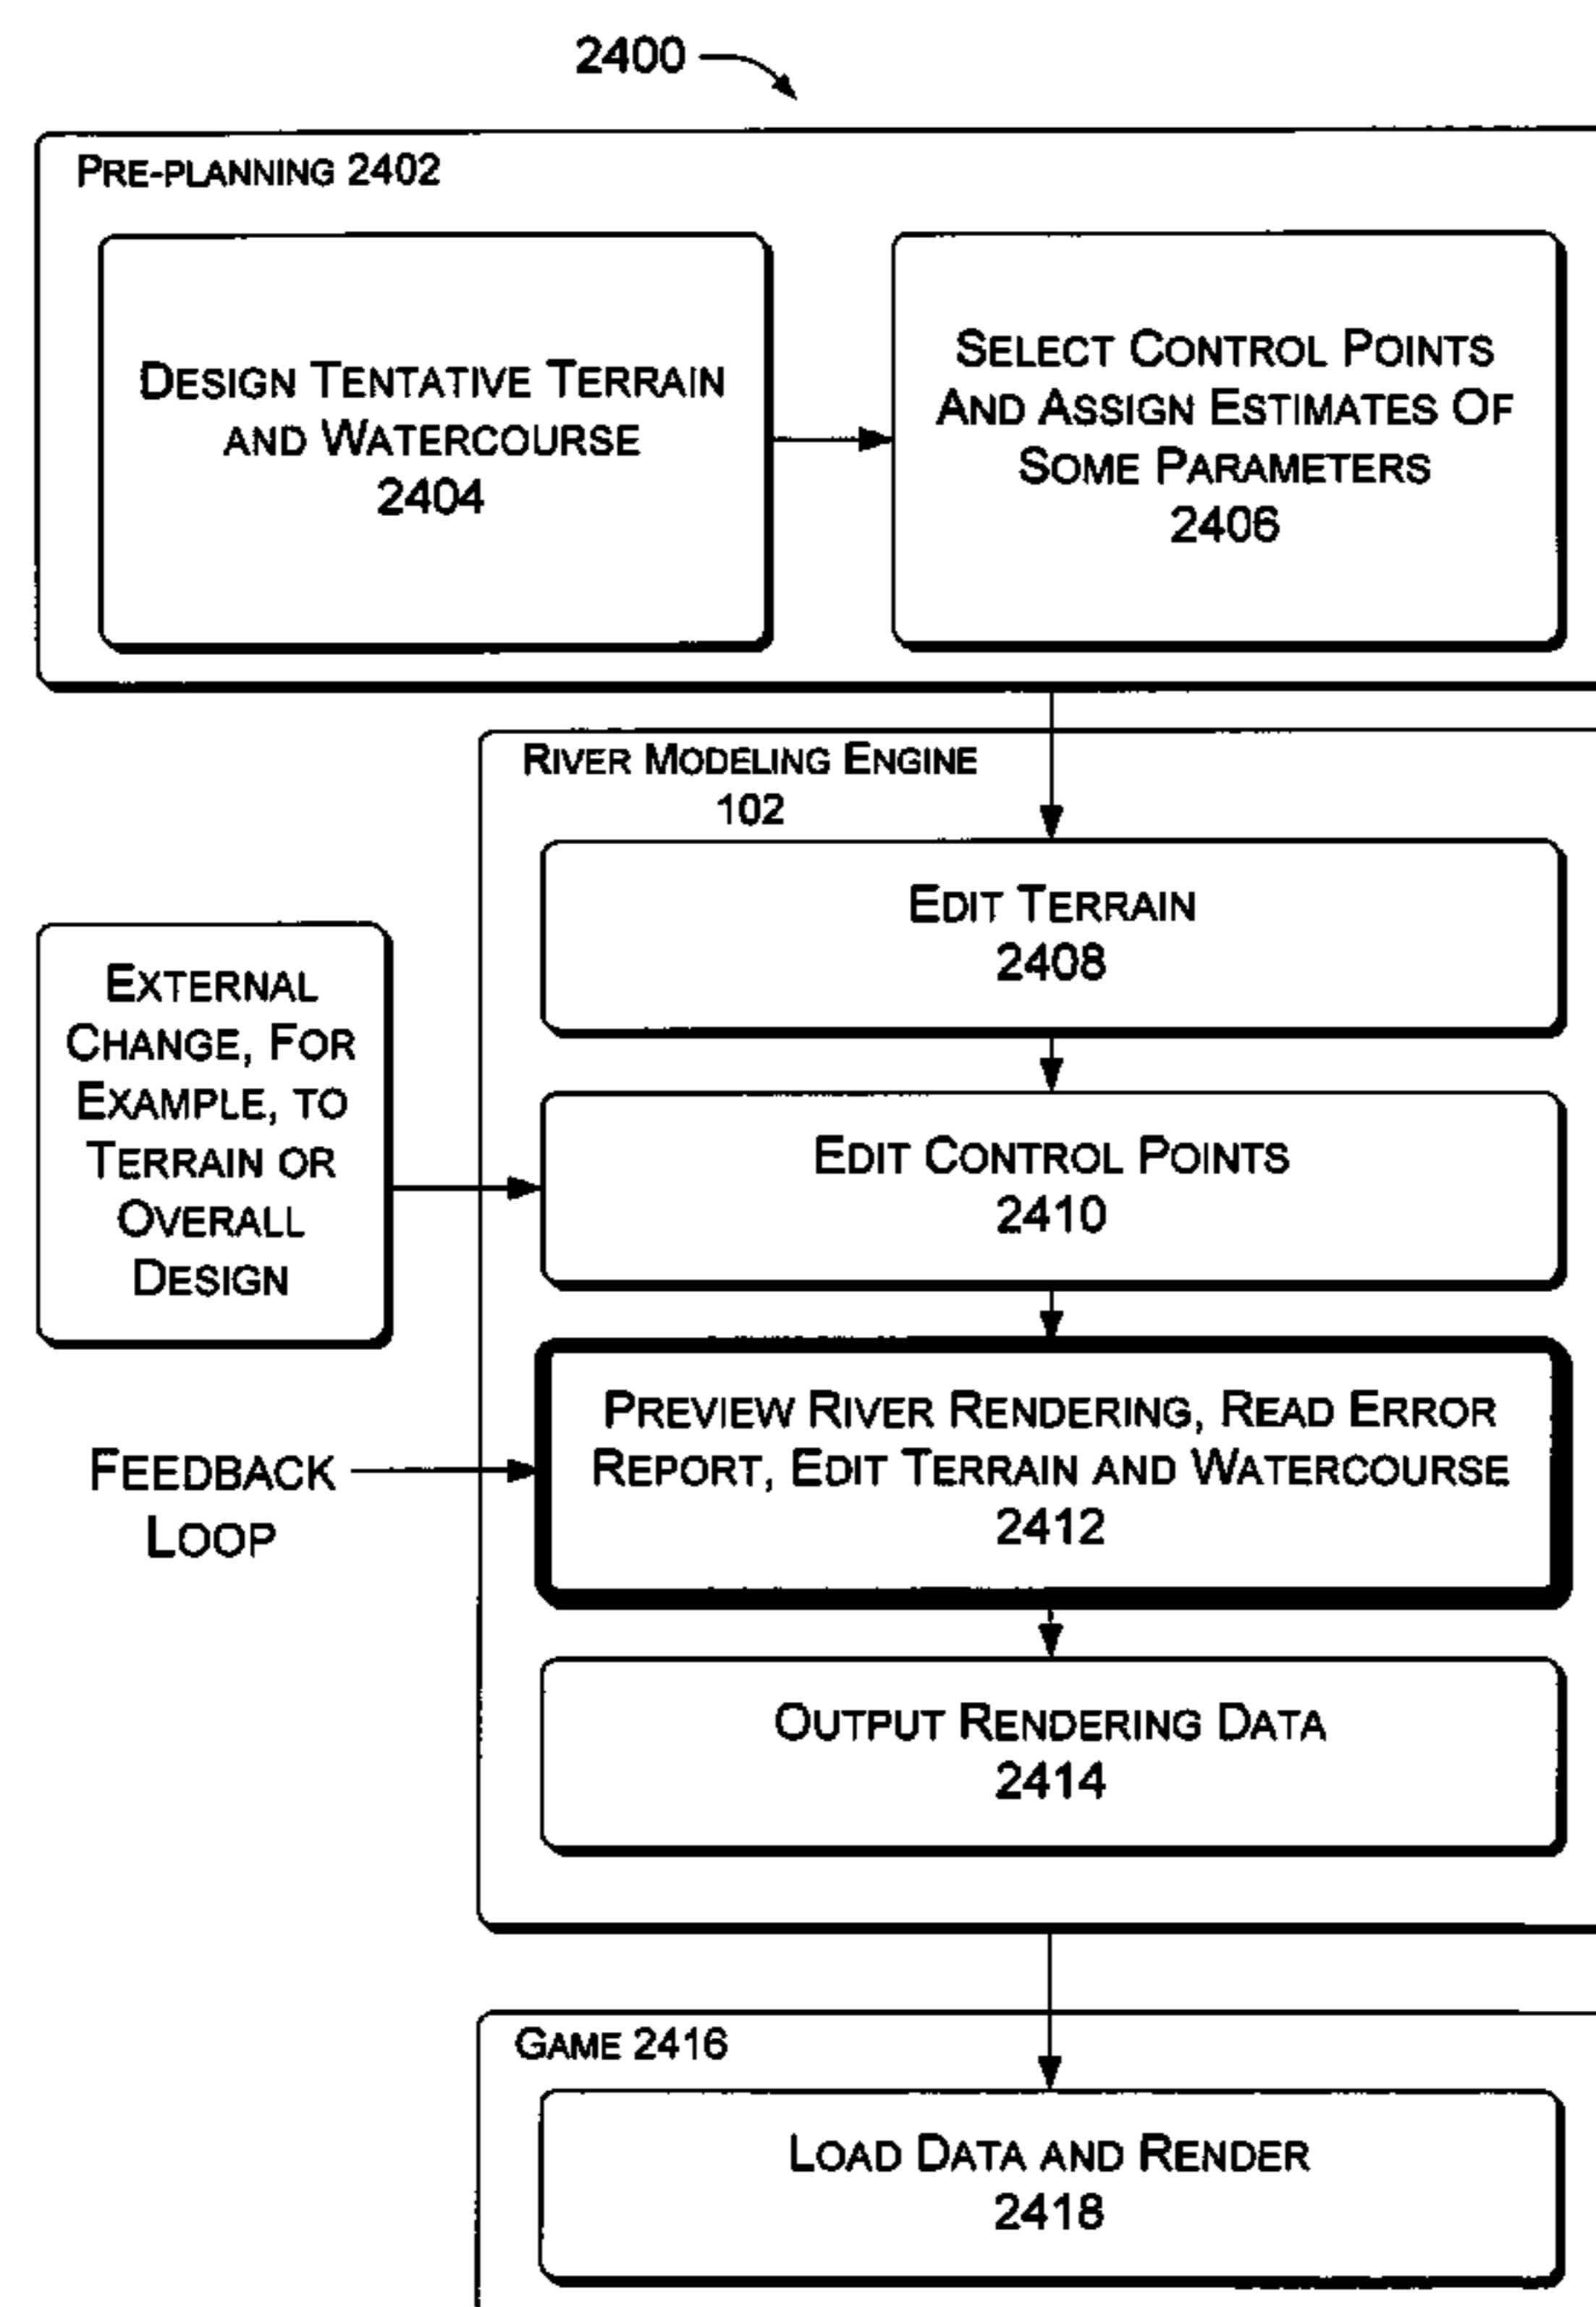 2400
PRE-PLANNING 2402
DESIGN TENTATIVE TERRAIN
AND WATERCOURSE
2404
SELECT CONTROL POINTS
AND ASSIGN ESTIMATES OF
SOME PARAMETERS
2406
RIVER MODELING ENGINE
102
EDIT TERRAIN
2408
EXTERNAL
CHANGE, FOR
EXAMPLE, TO
TERRAIN OR
OVERALL
DESIGN
EDIT CONTROL POINTS
2410
FEEDBACK
LOOP
PREVIEW RIVER RENDERING, READ ERROR
REPORT, EDIT TERRAIN AND WATERCOURSE
2412
OUTPUT RENDERING DATA
2414
GAME 2416
LOAD DATA AND RENDER
2418